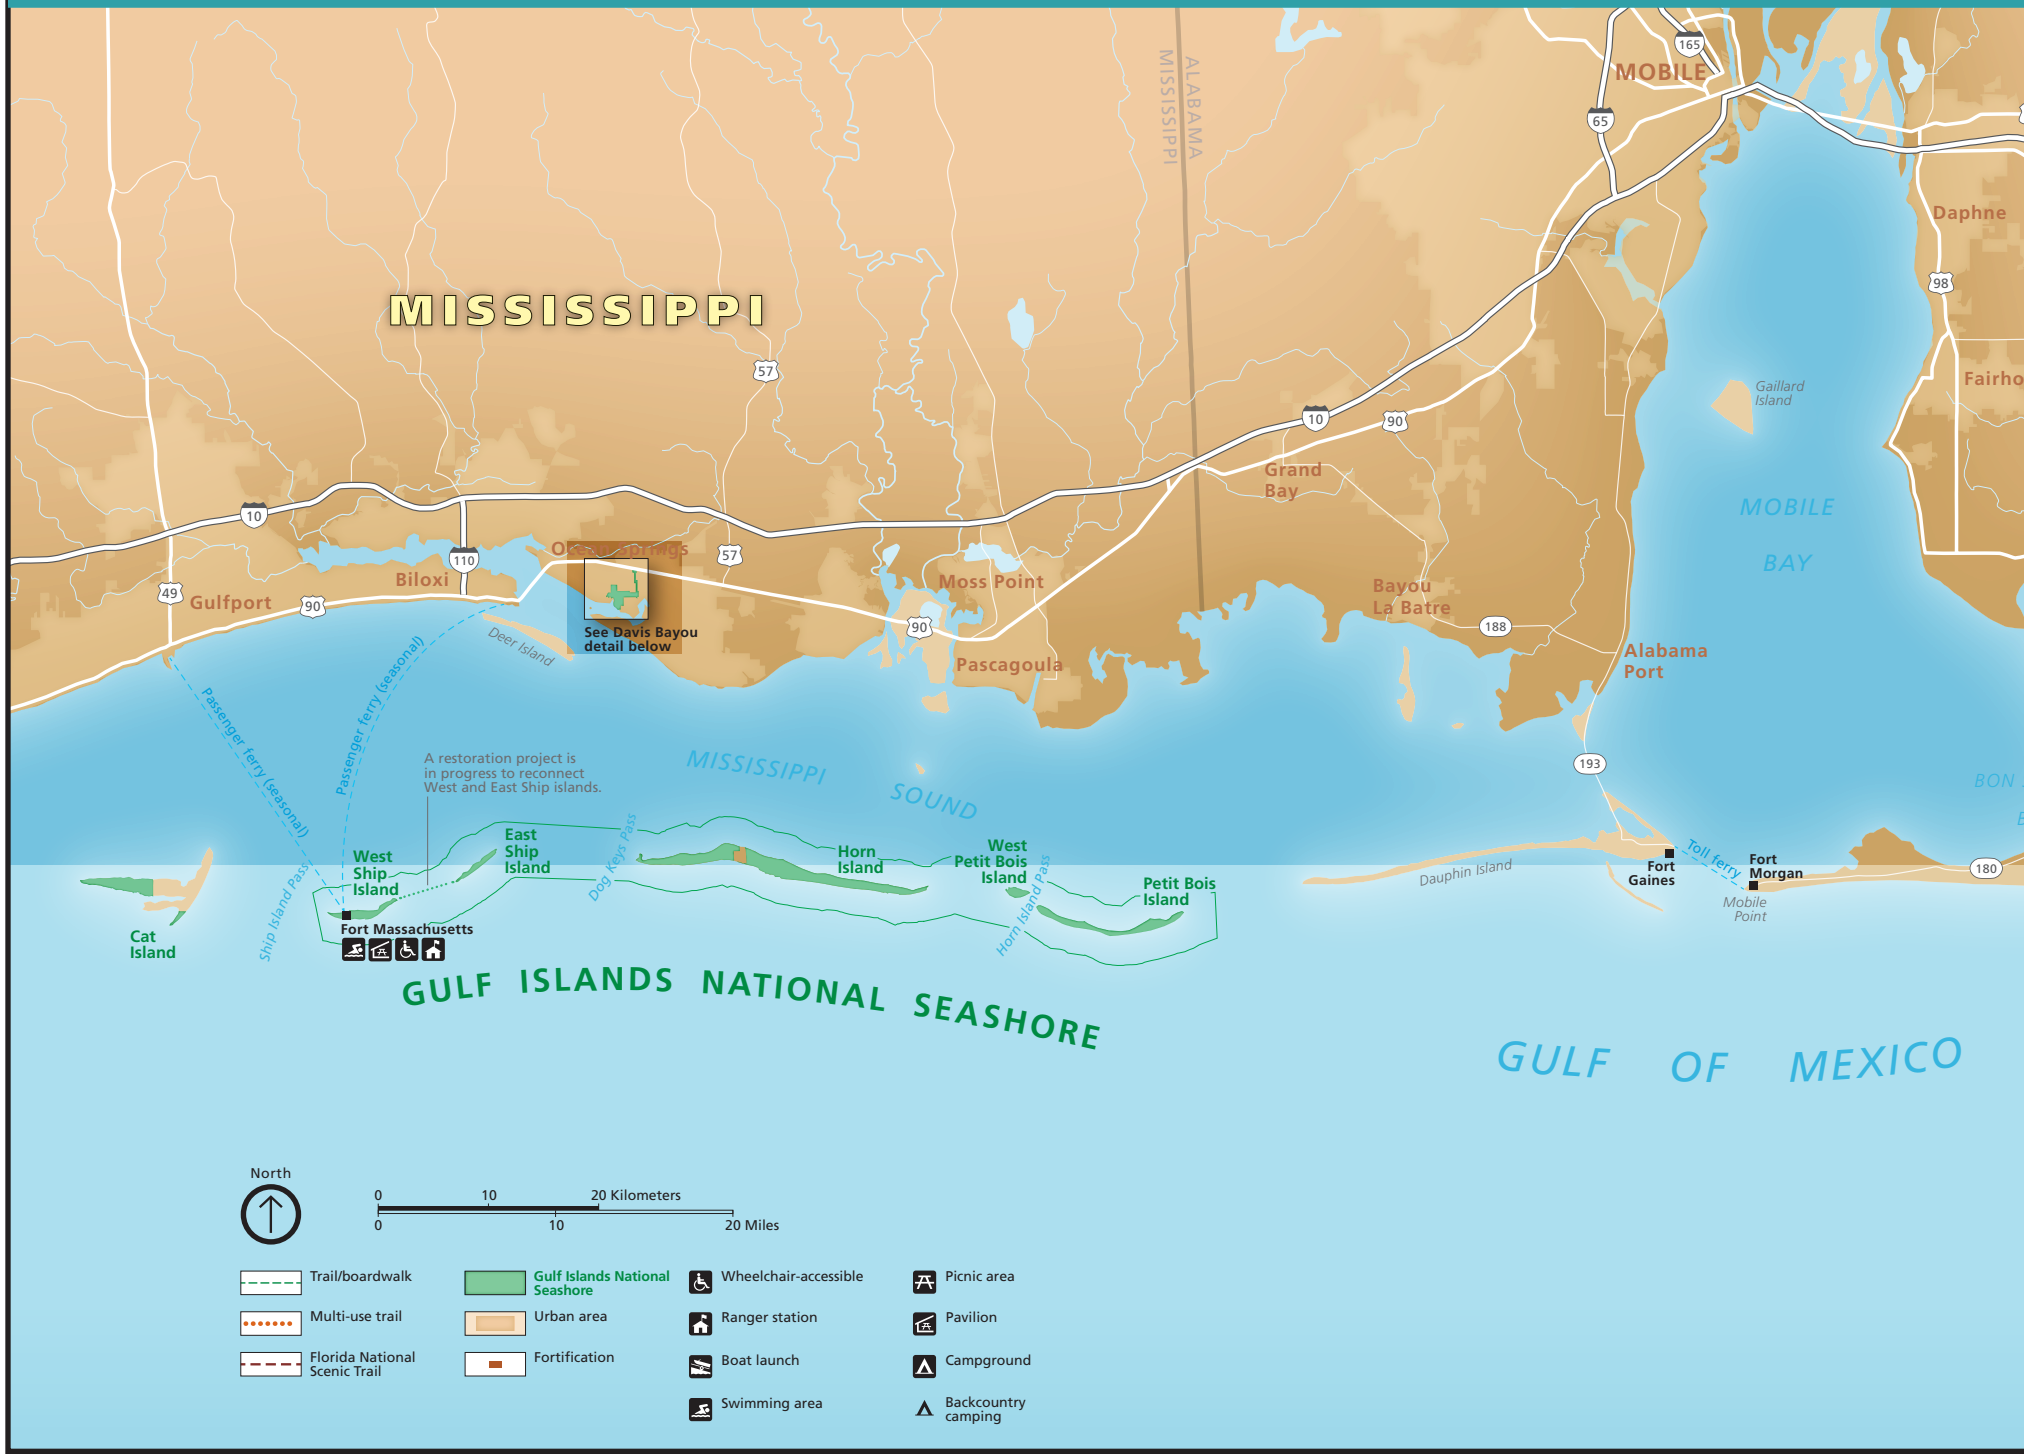 165
MOBILE
ALABAMA
MISSISSIPPI
65
Daphne
98
MISSISSIPPI
57
Gaillard
Island
Fairho
10
90
Grand
Bay
MOBILE
BAY
10
110
Ocean Springs
57
Biloxi
49
Gulfport
90
Moss Point
Bayou
La Batre
188
90
See Davis Bayou
detail below
Deer Island
Pascagoula
Alabama
Port
Passenger ferry (seasonal)
Passenger ferry (seasonal)
A restoration project is
in progress to reconnect
West and East Ship islands.
MISSISSIPPI
SOUND
193
BON
Dog Keys Pass
East
Ship
Island
West
Ship
Island
Horn
Island
West
Petit Bois
Island
Horn Island Pass
Petit Bois
Island
Dauphin Island
Toll ferry
Fort
Gaines
Fort
Morgan
180
Mobile
Point
Ship Island Pass
Cat
Island
Fort Massachusetts
GULF ISLANDS NATIONAL SEASHORE
GULF OF MEXICO
North
0 10 20 Kilometers
0 10 20 Miles
Trail/boardwalk
Multi-use trail
Florida National
Scenic Trail
Gulf Islands National
Seashore
Urban area
Fortification
Wheelchair-accessible
Ranger station
Boat launch
Swimming area
Picnic area
Pavilion
Campground
Backcountry
camping